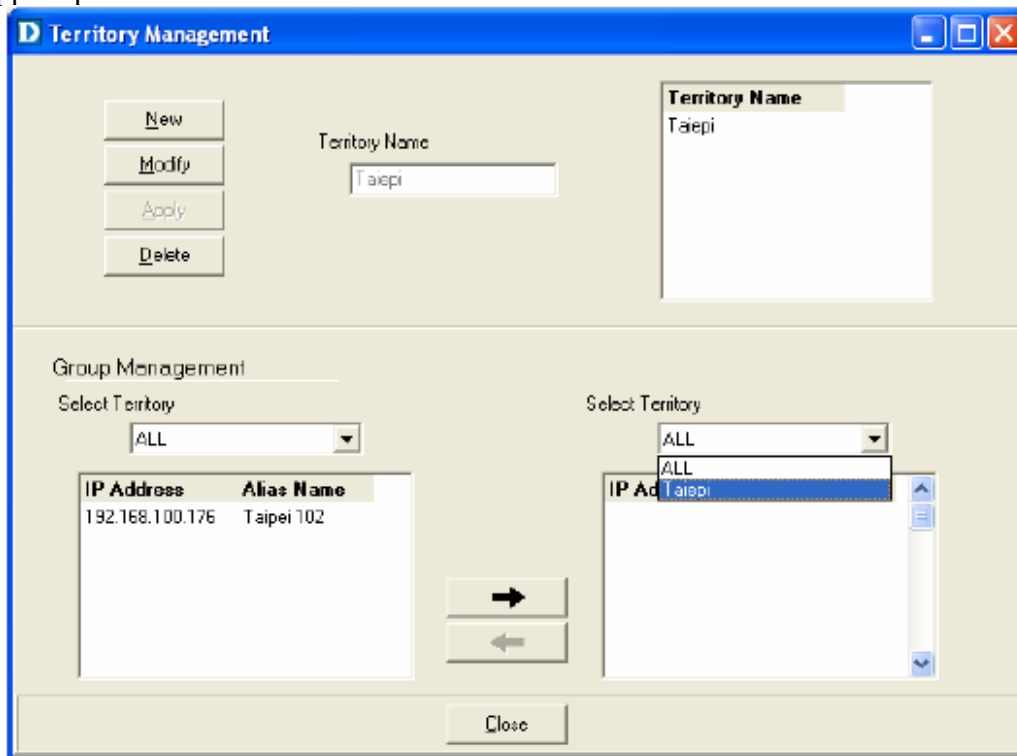 D Territory Management
New
Modify
Apply
Delete
Territory Name
Taiepi
Territory Name
Taiepi
Group Management
Select Territory
ALL
IP Address Alias Name
192.168.100.176 Taipei 102
Select Territory
ALL
ALL
Taiepi
IP Ad
Close